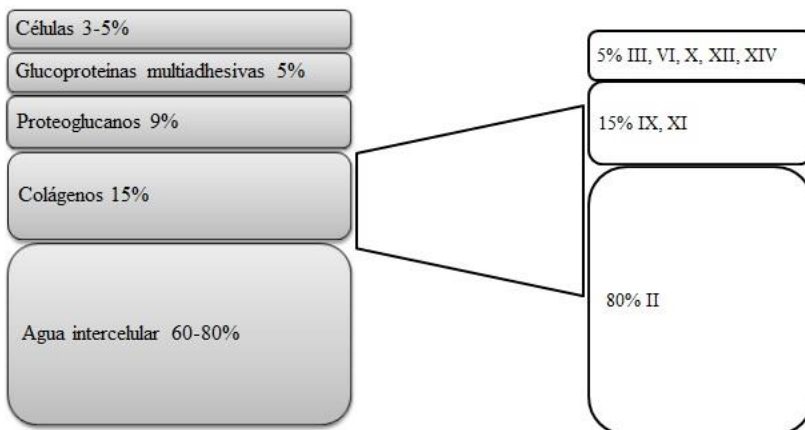 Células 3-5%
Glucoproteínas multiadhesivas 5%
Proteoglucanos 9%
Colágenos 15%
Agua intercelular 60-80%
5% III, VI, X, XII, XIV
15% IX, XI
80% II